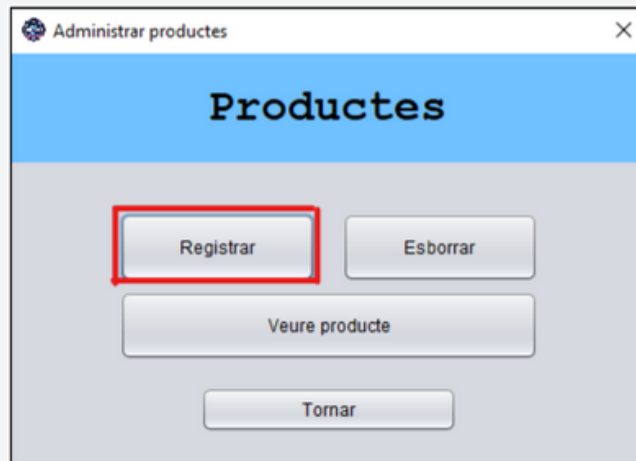 Administrar productes
Productes
Registrar
Esborrar
Veure producte
Tornar